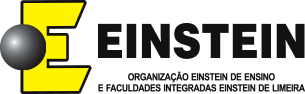 E EINSTEIN
ORGANIZAÇÃO EINSTEIN DE ENSINO
E FACULDADES INTEGRADAS EINSTEIN DE LIMEIRA